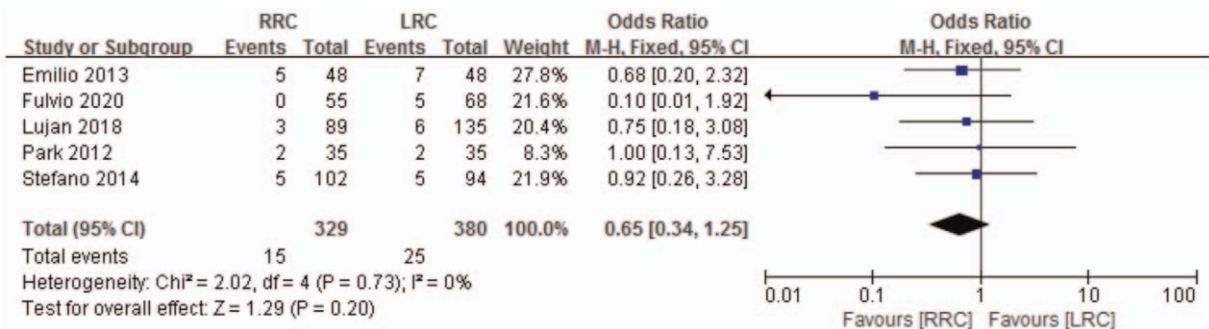 RRC LRC Odds Ratio Odds Ratio
Study or Subgroup Events Total Events Total Weight M-H, Fixed, 95% CI M-H, Fixed, 95% CI
Emilio 2013 5 48 7 48 27.8% 0.68 [0.20, 2.32]
Fulvio 2020 0 55 5 68 21.6% 0.10 [0.01, 1.92]
Lujan 2018 3 89 6 135 20.4% 0.75 [0.18, 3.08]
Park 2012 2 35 2 35 8.3% 1.00 [0.13, 7.53]
Stefano 2014 5 102 5 94 21.9% 0.92 [0.26, 3.28]
Total (95% CI) 329 380 100.0% 0.65 [0.34, 1.25]
Total events 15 25
Heterogeneity: Chi² = 2.02, df = 4 (P = 0.73); I² = 0%
Test for overall effect: Z = 1.29 (P = 0.20)
0.01 0.1 1 10 100
Favours [RRC] Favours [LRC]